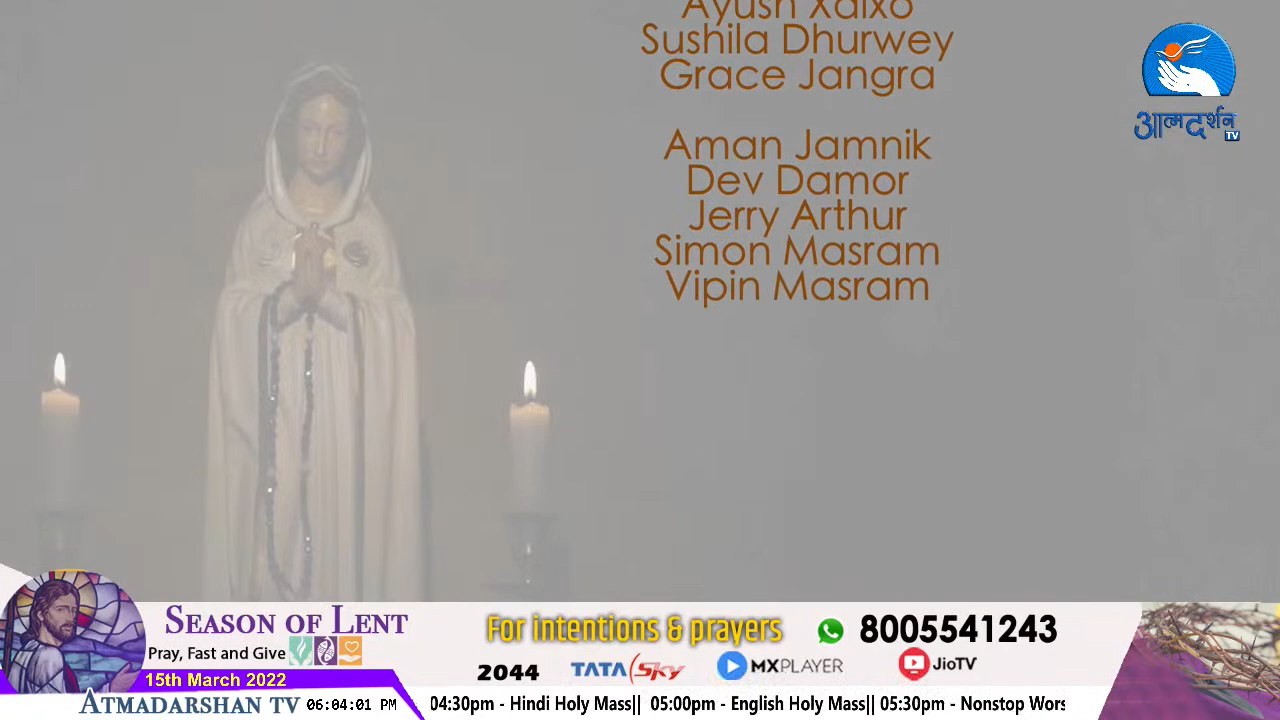 Ayush Xalxo
Sushila Dhurwey
Grace Jangra
Aman Jamnik
Dev Damor
Jerry Arthur
Simon Masram
Vipin Masram
आत्मदर्शन
TV
SEASON OF LENT
Pray, Fast and Give
15th March 2022
ATMADARSHAN TV 06:04:01 PM
For intentions & prayers 8005541243
2044 TATA Sky MXPLAYER JioTV
04:30pm - Hindi Holy Mass|| 05:00pm - English Holy Mass|| 05:30pm - Nonstop Wors